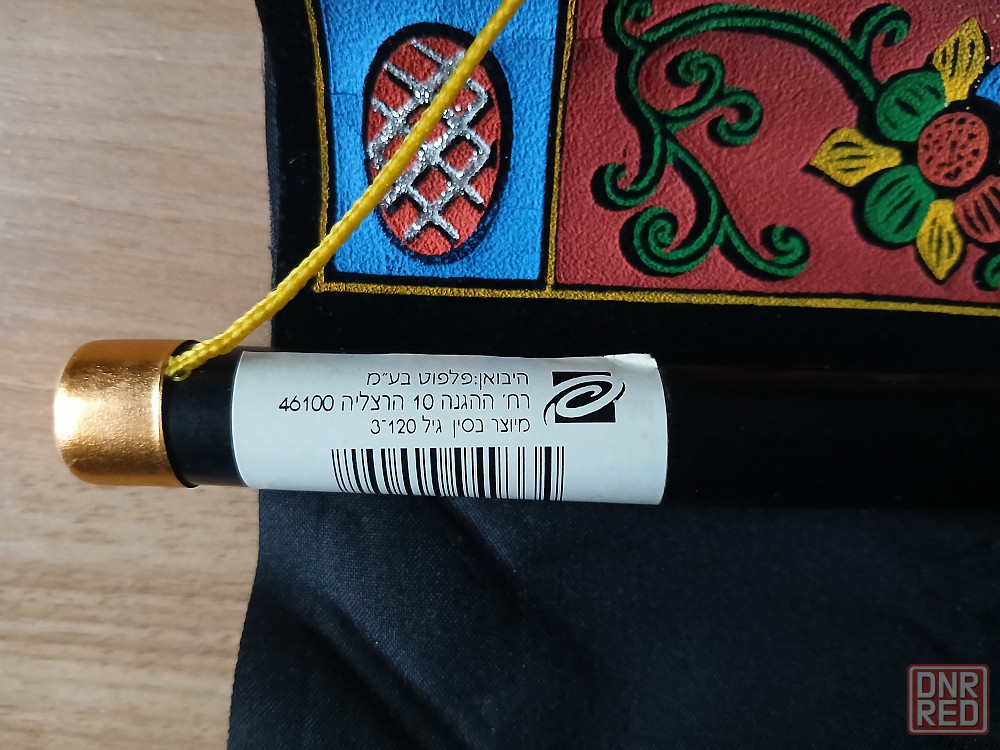 היבואן:פלפוט בע״מ
רח׳ ההגנה 10 הרצליה 46100
מיוצר בסין גיל 3-120
DNR
RED